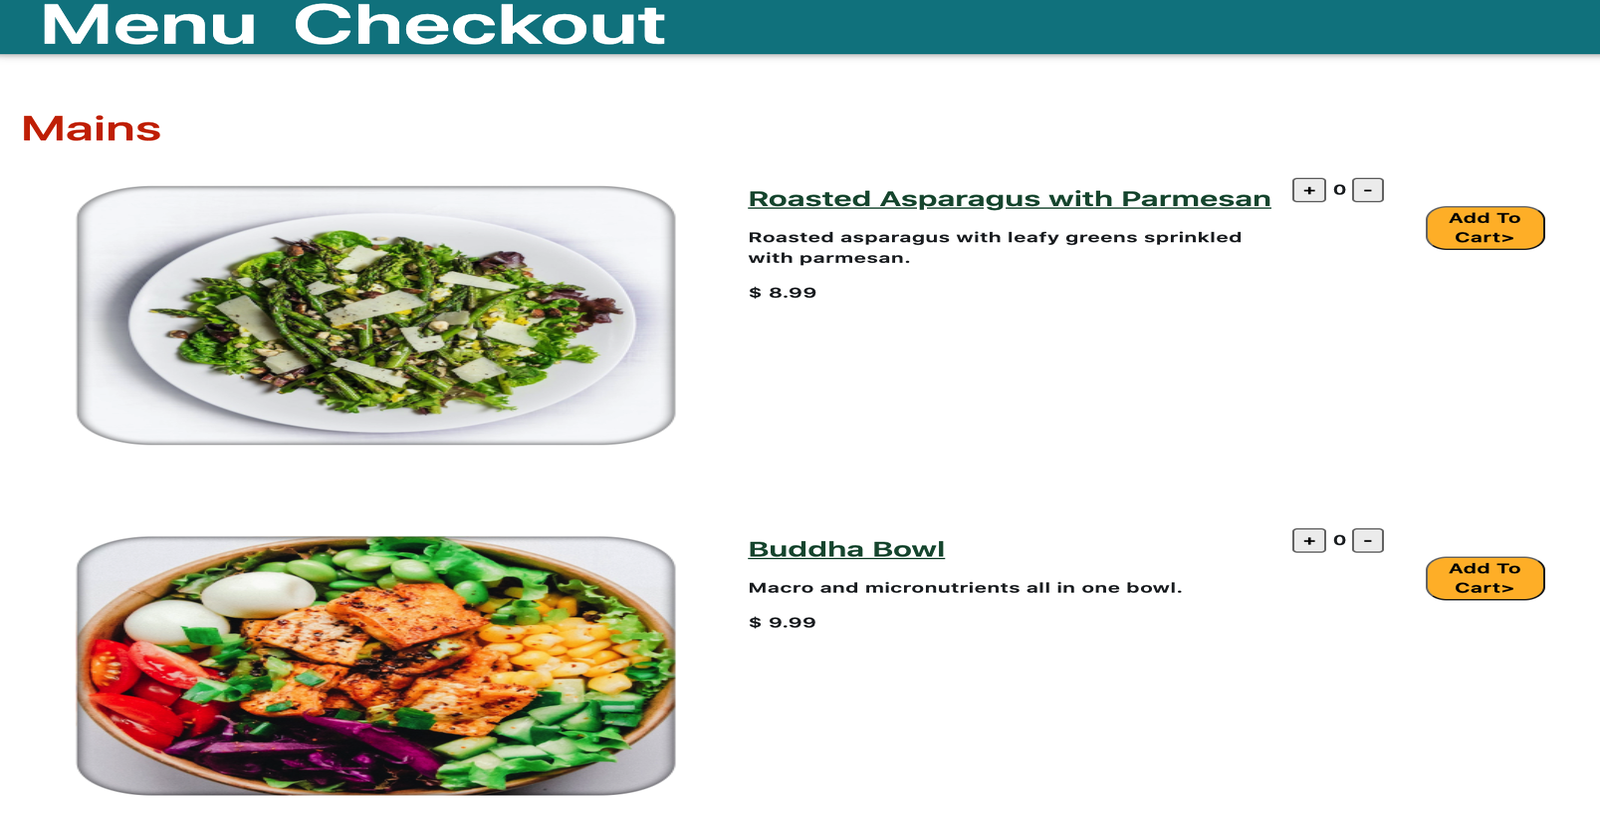 Menu Checkout
Mains
Roasted Asparagus with Parmesan
+ 0 -
Add To
Cart>
Roasted asparagus with leafy greens sprinkled
with parmesan.
$ 8.99
Buddha Bowl
+ 0 -
Add To
Cart>
Macro and micronutrients all in one bowl.
$ 9.99